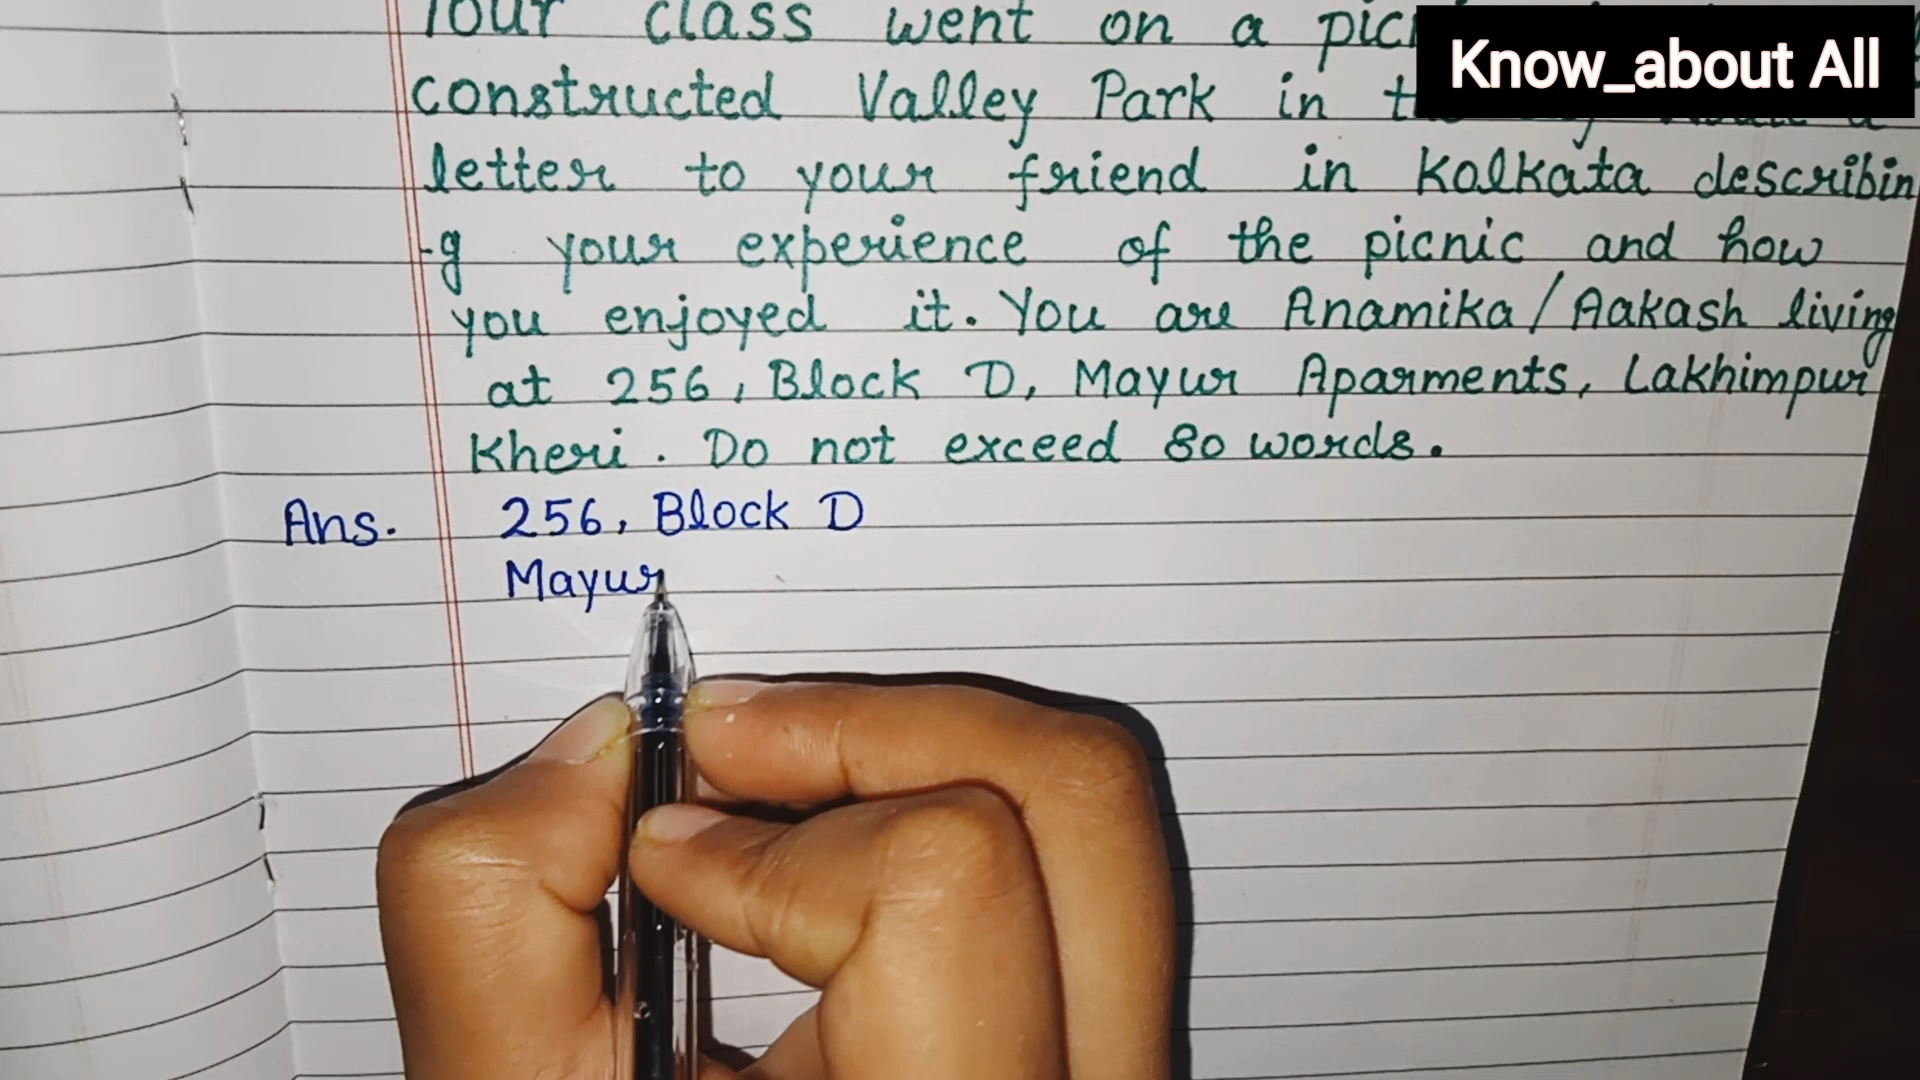 Your class went on a
constructed Valley Park in
letter to your friend in Kolkata describin
-g your experience of the picnic and how
you enjoyed it. You are Anamika/Aakash living
at 256, Block D, Mayur Aparments, Lakhimpur
Kheri. Do not exceed 80 words.
Ans. 256, Block D
Mayur
Know_about All